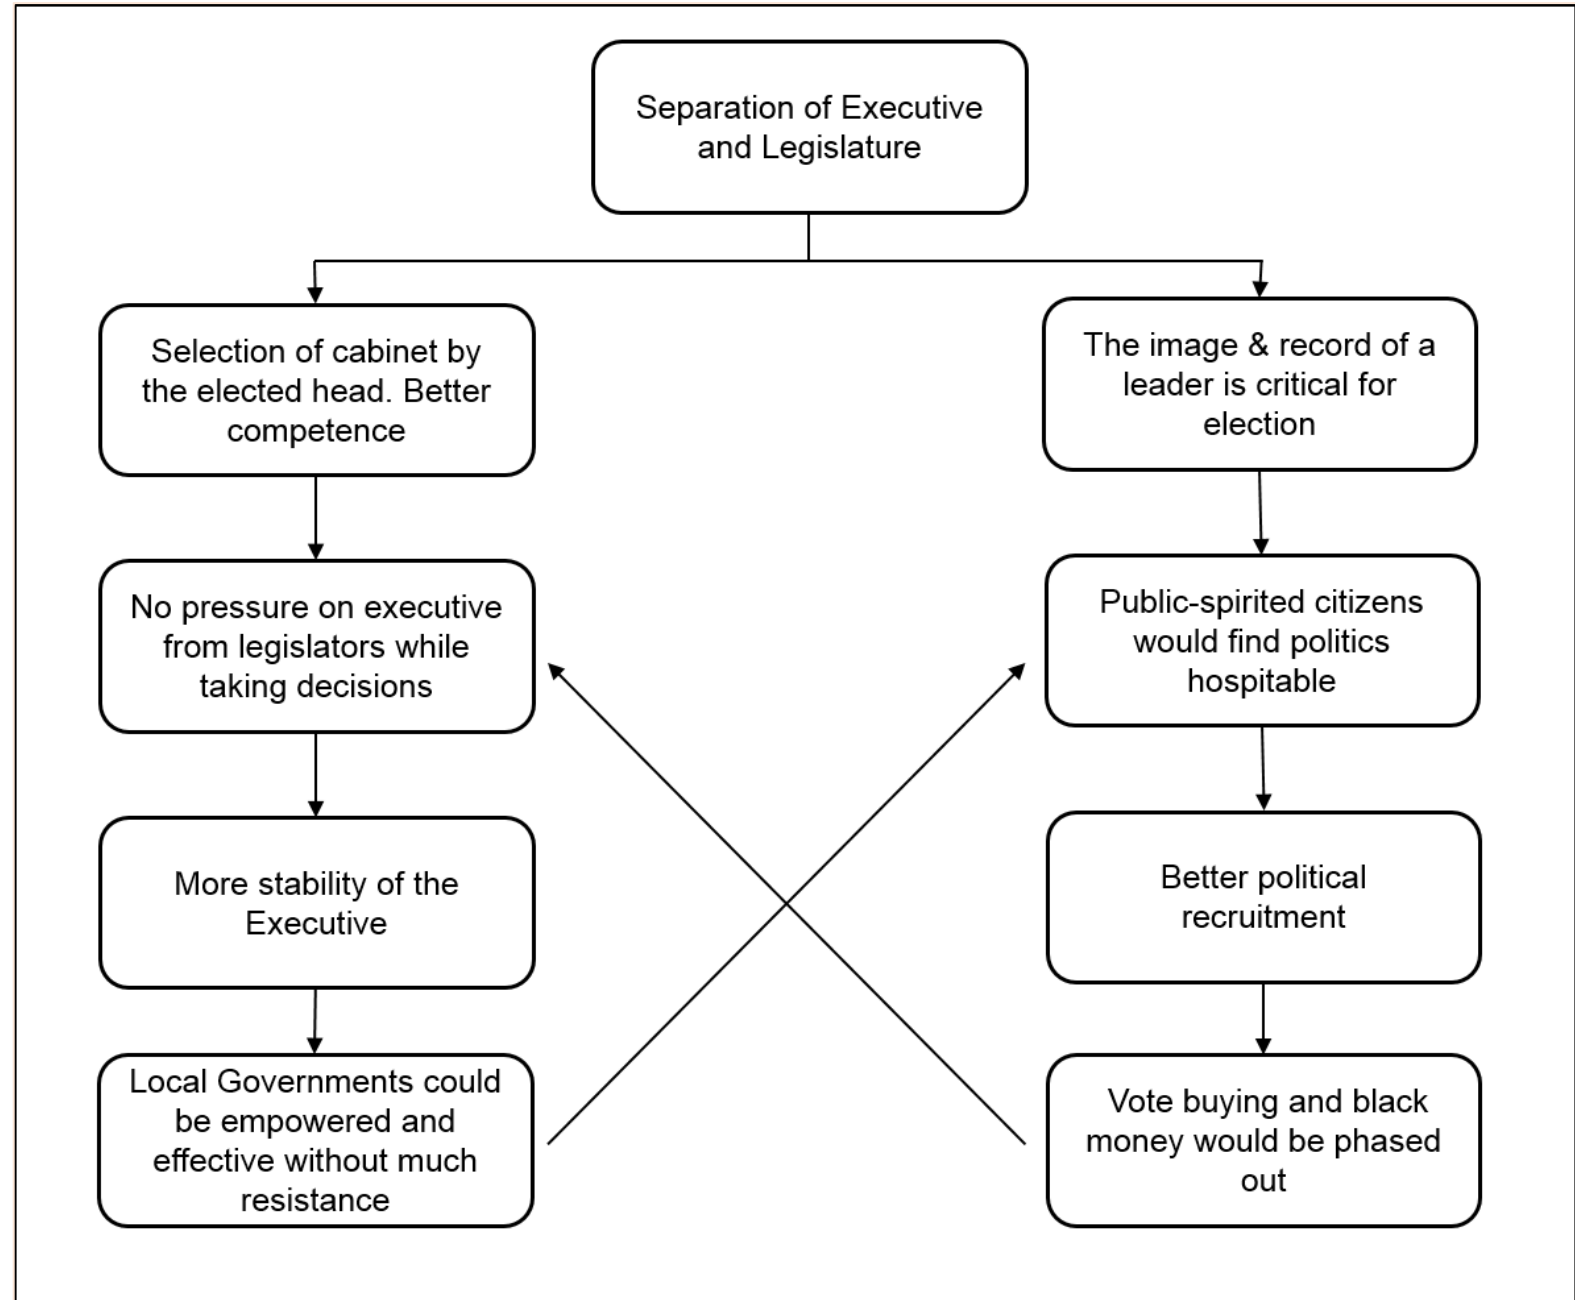 Separation of Executive
and Legislature
Selection of cabinet by
the elected head. Better
competence
The image & record of a
leader is critical for
election
No pressure on executive
from legislators while
taking decisions
Public-spirited citizens
would find politics
hospitable
More stability of the
Executive
Better political
recruitment
Local Governments could
be empowered and
effective without much
resistance
Vote buying and black
money would be phased
out